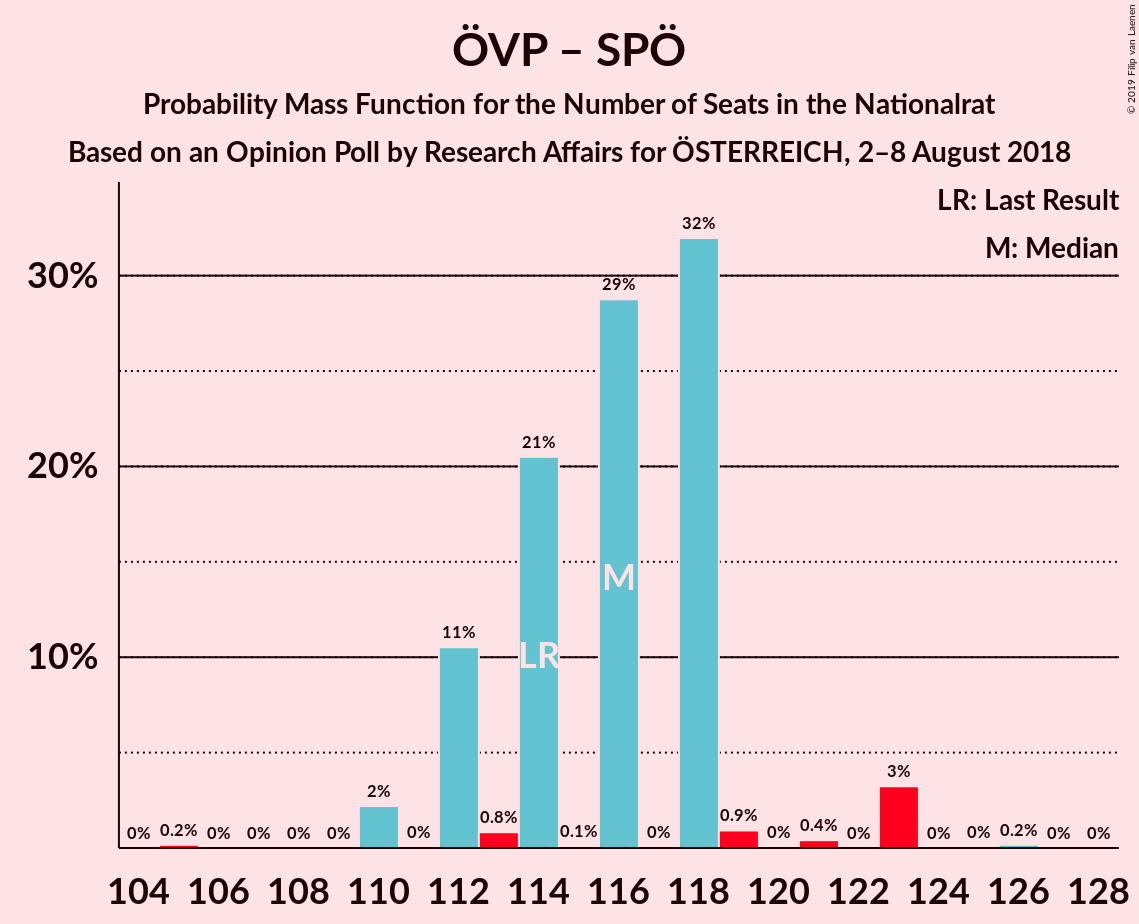 ÖVP – SPÖ
Probability Mass Function for the Number of Seats in the Nationalrat
Based on an Opinion Poll by Research Affairs for ÖSTERREICH, 2–8 August 2018
© 2019 Filip van Laenen
LR: Last Result
M: Median
30%
20%
10%
0% 0.2% 0% 0% 0% 0% 2% 0% 11% 0.8% 21% 0.1% 29% 0% 32% 0.9% 0% 0.4% 0% 3% 0% 0% 0.2% 0% 0%
M
LR
104 106 108 110 112 114 116 118 120 122 124 126 128